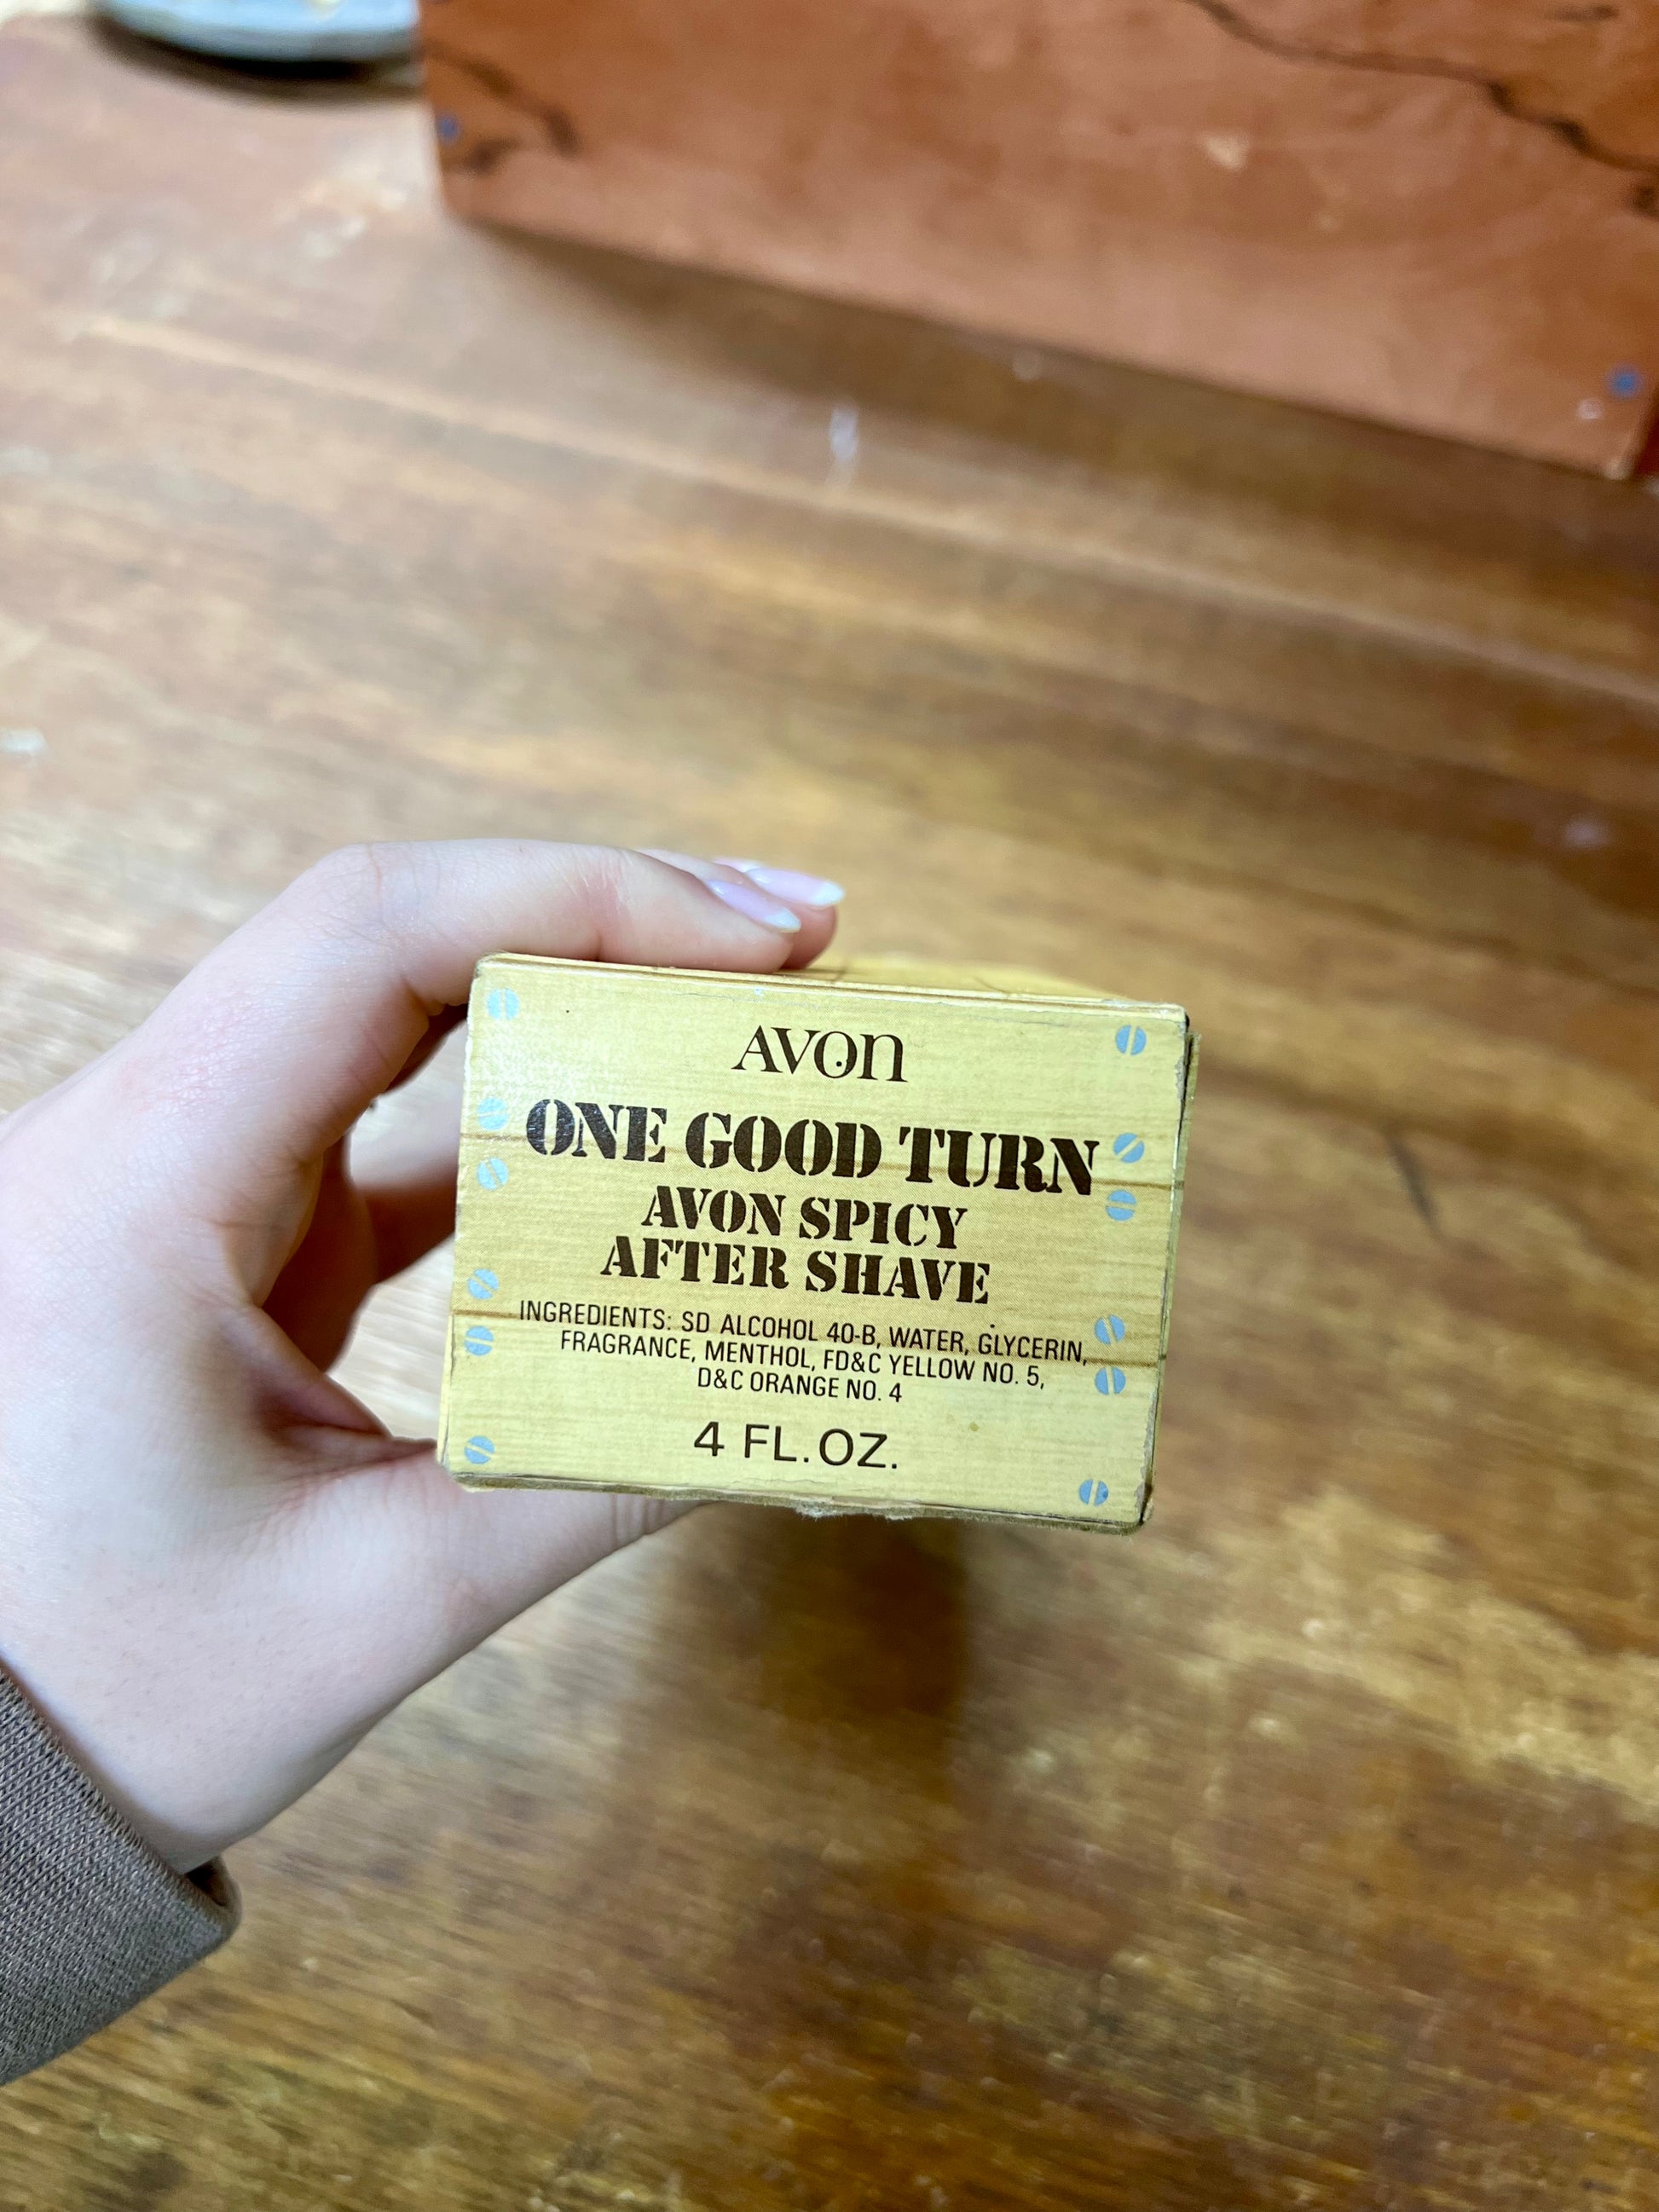 AVON
ONE GOOD TURN
AVON SPICY
AFTER SHAVE
INGREDIENTS: SD ALCOHOL 40-B, WATER, GLYCERIN,
FRAGRANCE, MENTHOL, FD&C YELLOW NO. 5,
D&C ORANGE NO. 4
4 FL.OZ.